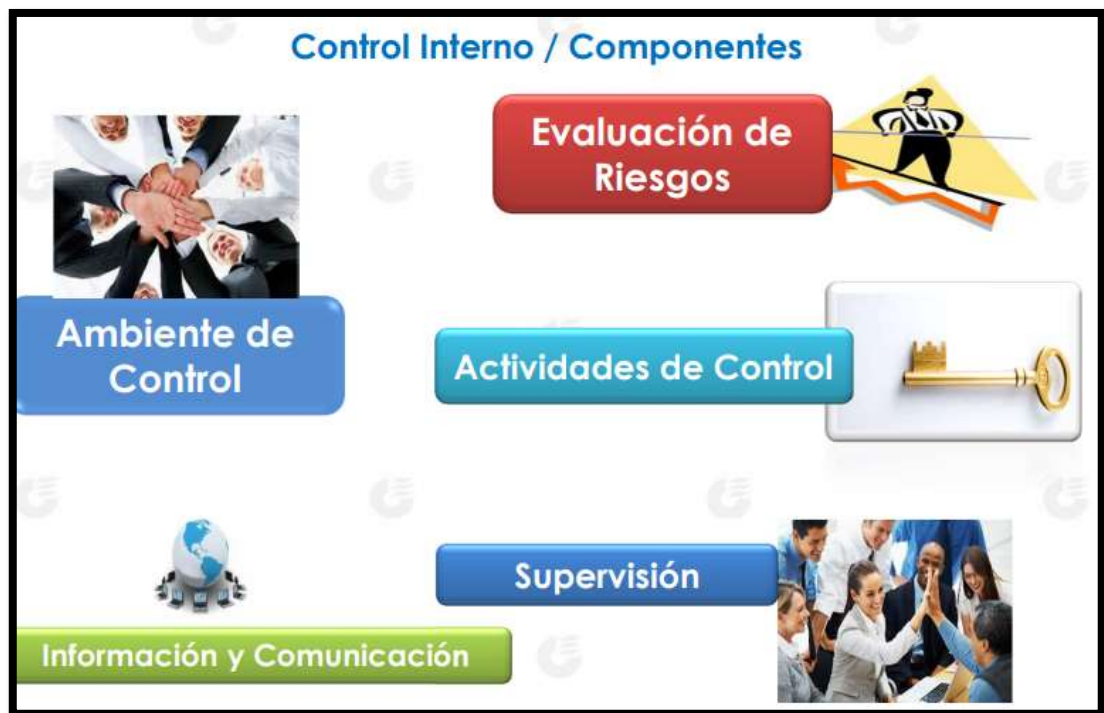 Control Interno / Componentes
Evaluación de
Riesgos
Ambiente de
Control
Actividades de Control
Supervisión
Información y Comunicación